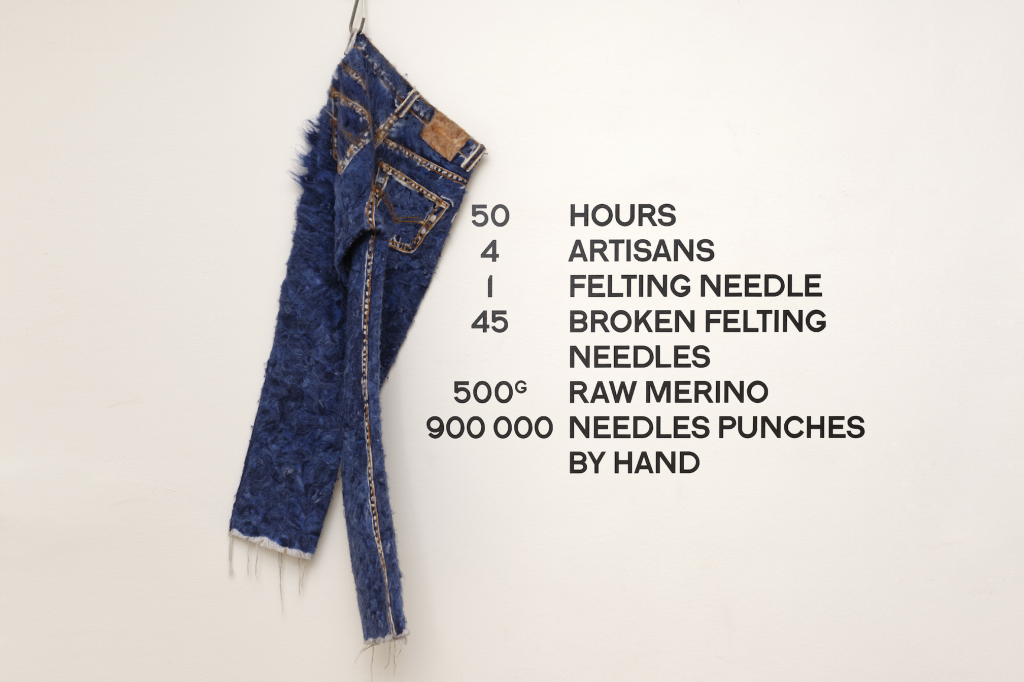 50 HOURS
4 ARTISANS
1 FELTING NEEDLE
45 BROKEN FELTING
NEEDLES
500G RAW MERINO
900 000 NEEDLES PUNCHES
BY HAND